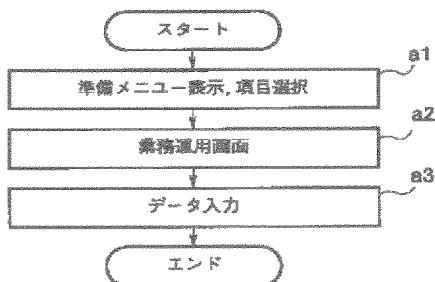 スタート
a1
準備メニュー表示,項目選択
a2
業務運用画面
a3
データ入力
エンド